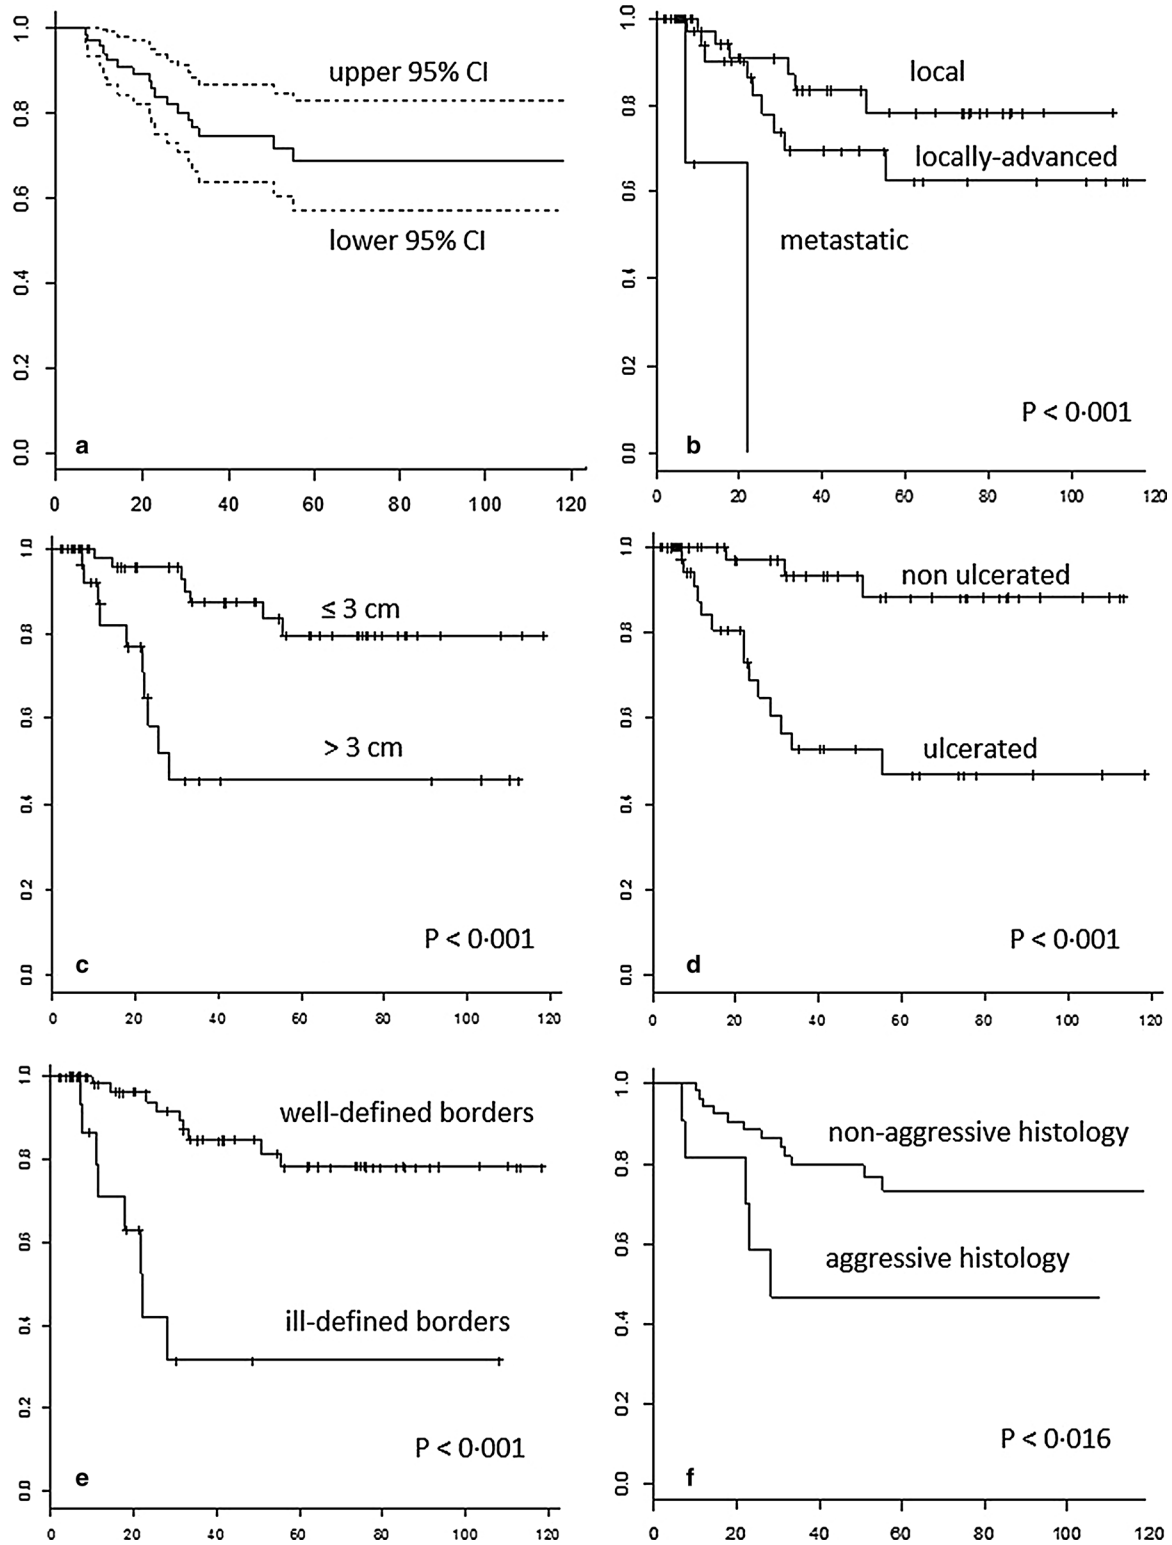 1.0
0.8
0.6
0.4
0.2
0.0
upper 95% CI
lower 95% CI
a
0 20 40 60 80 100 120
1.0
0.8
0.6
0.4
0.2
0.0
local
locally-advanced
metastatic
P < 0·001
b
0 20 40 60 80 100 120
1.0
0.8
0.6
0.4
0.2
0.0
≤ 3 cm
> 3 cm
P < 0·001
c
0 20 40 60 80 100 120
1.0
0.8
0.6
0.4
0.2
0.0
non ulcerated
ulcerated
P < 0·001
d
0 20 40 60 80 100 120
1.0
0.8
0.6
0.4
0.2
0.0
well-defined borders
ill-defined borders
P < 0·001
e
0 20 40 60 80 100 120
1.0
0.8
0.6
0.4
0.2
0.0
non-aggressive histology
aggressive histology
P < 0·016
f
0 20 40 60 80 100 120